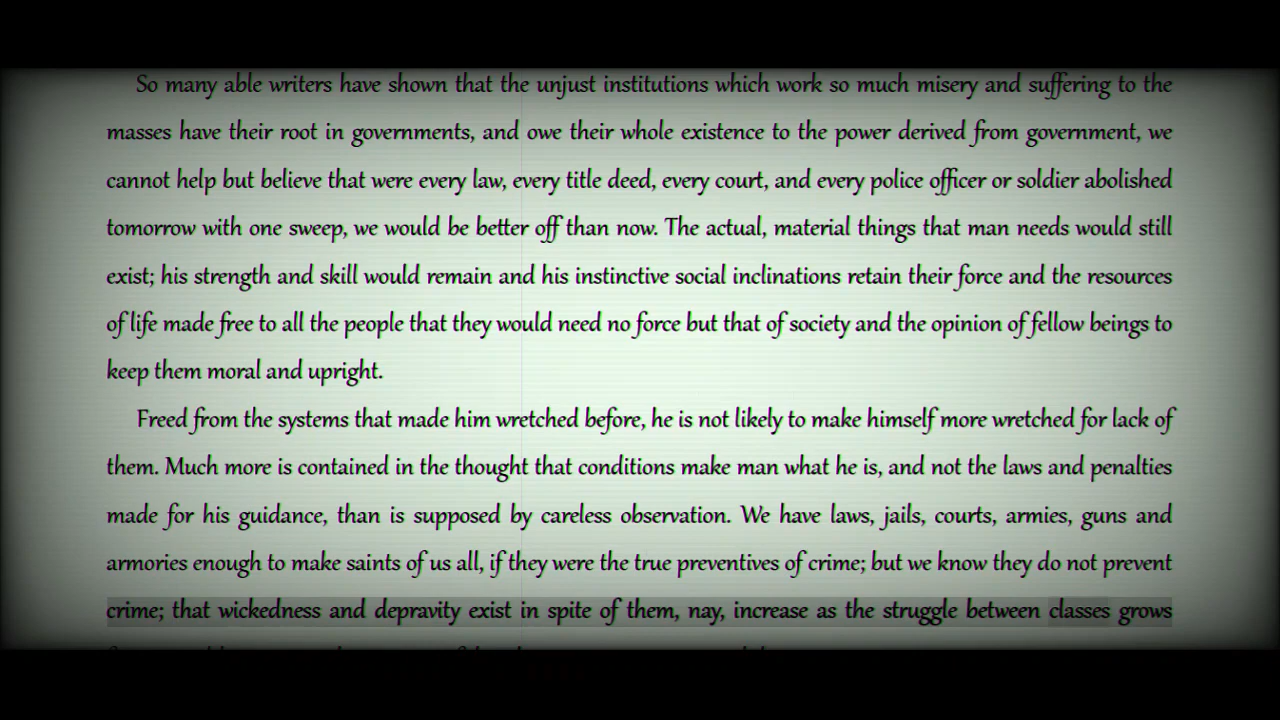 So many able writers have shown that the unjust institutions which work so much misery and suffering to the
masses have their root in governments, and owe their whole existence to the power derived from government, we
cannot help but believe that were every law, every title deed, every court, and every police officer or soldier abolished
tomorrow with one sweep, we would be better off than now. The actual, material things that man needs would still
exist; his strength and skill would remain and his instinctive social inclinations retain their force and the resources
of life made free to all the people that they would need no force but that of society and the opinion of fellow beings to
keep them moral and upright.
Freed from the systems that made him wretched before, he is not likely to make himself more wretched for lack of
them. Much more is contained in the thought that conditions make man what he is, and not the laws and penalties
made for his guidance, than is supposed by careless observation. We have laws, jails, courts, armies, guns and
armories enough to make saints of us all, if they were the true preventives of crime; but we know they do not prevent
crime; that wickedness and depravity exist in spite of them, nay, increase as the struggle between classes grows